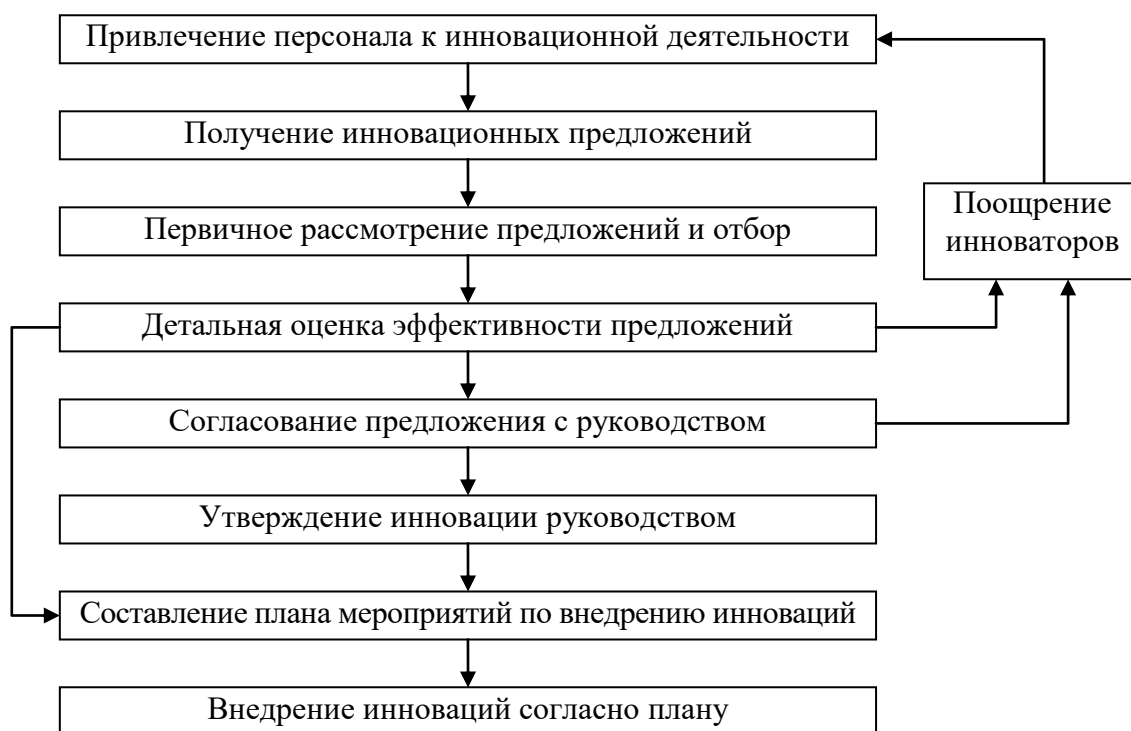 Привлечение персонала к инновационной деятельности
Получение инновационных предложений
Первичное рассмотрение предложений и отбор
Поощрение
инноваторов
Детальная оценка эффективности предложений
Согласование предложения с руководством
Утверждение инновации руководством
Составление плана мероприятий по внедрению инноваций
Внедрение инноваций согласно плану